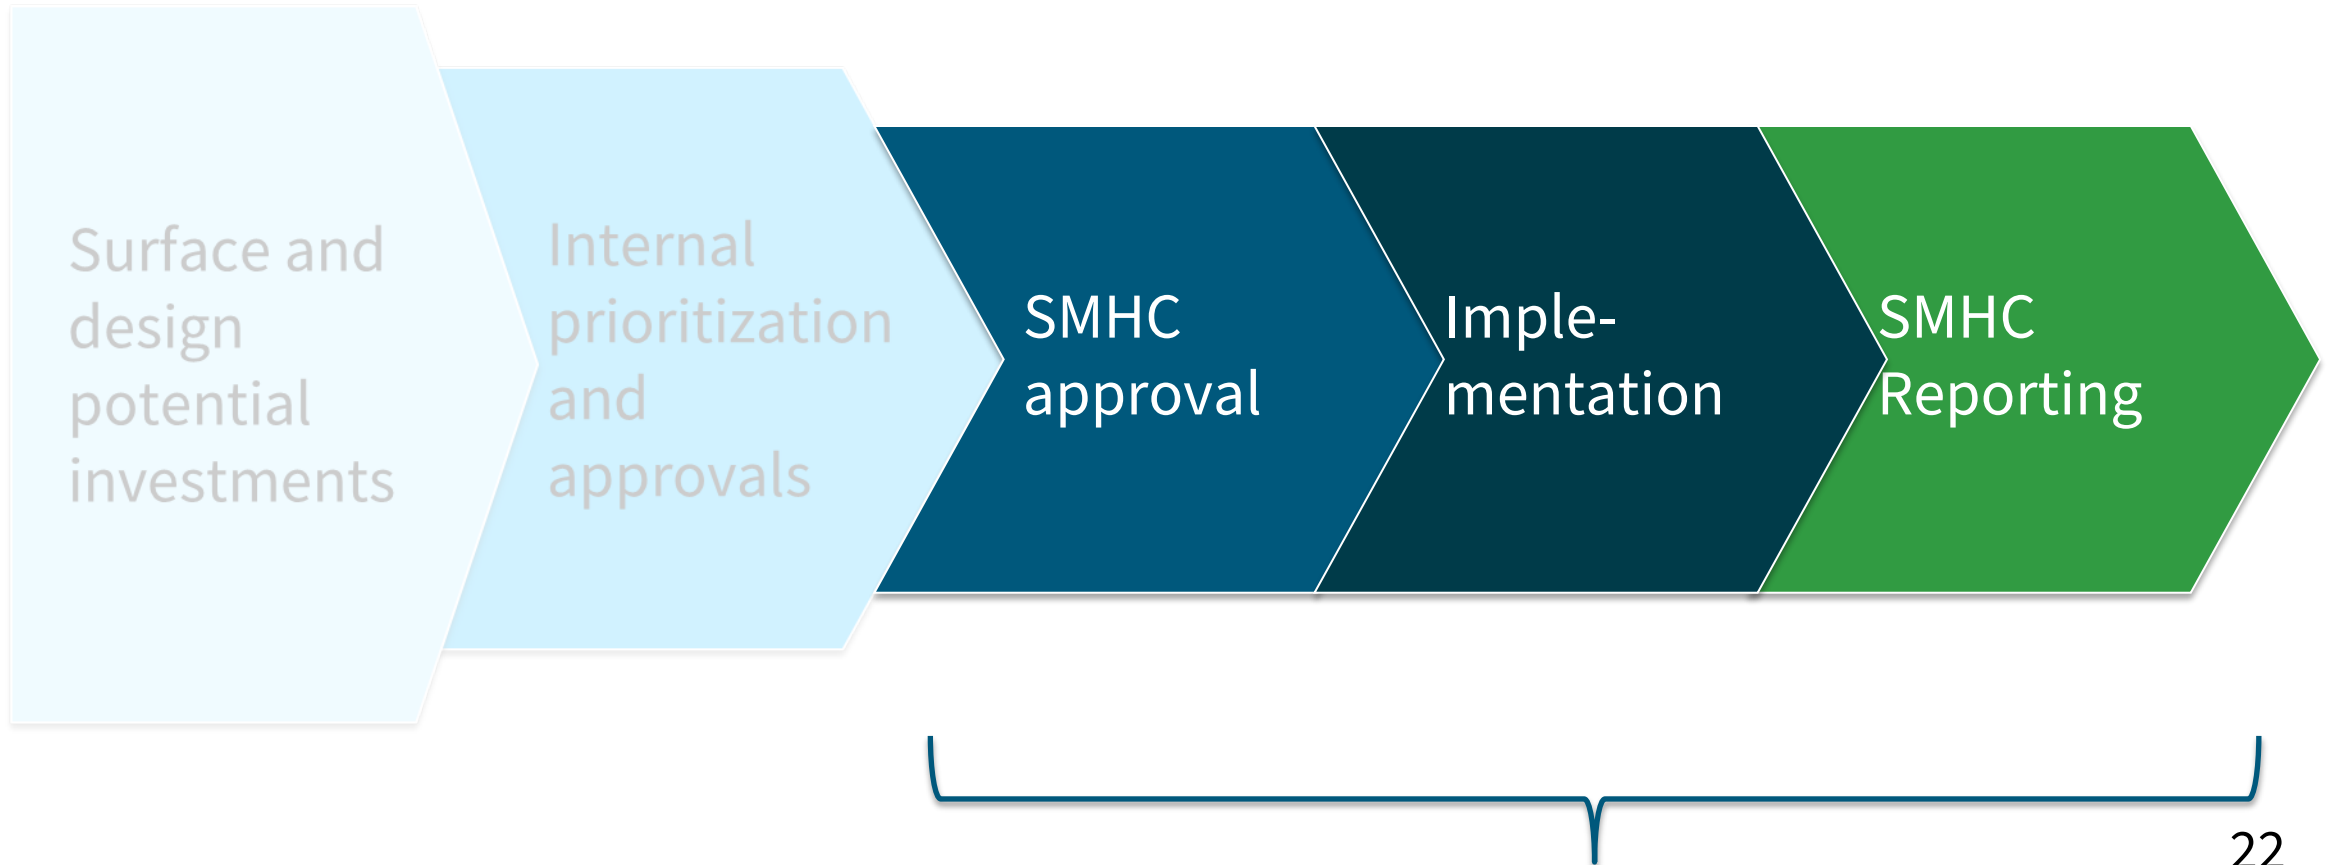 Surface and
design
potential
investments
Internal
prioritization
and
approvals
SMHC
approval
Imple-
mentation
SMHC
Reporting
22